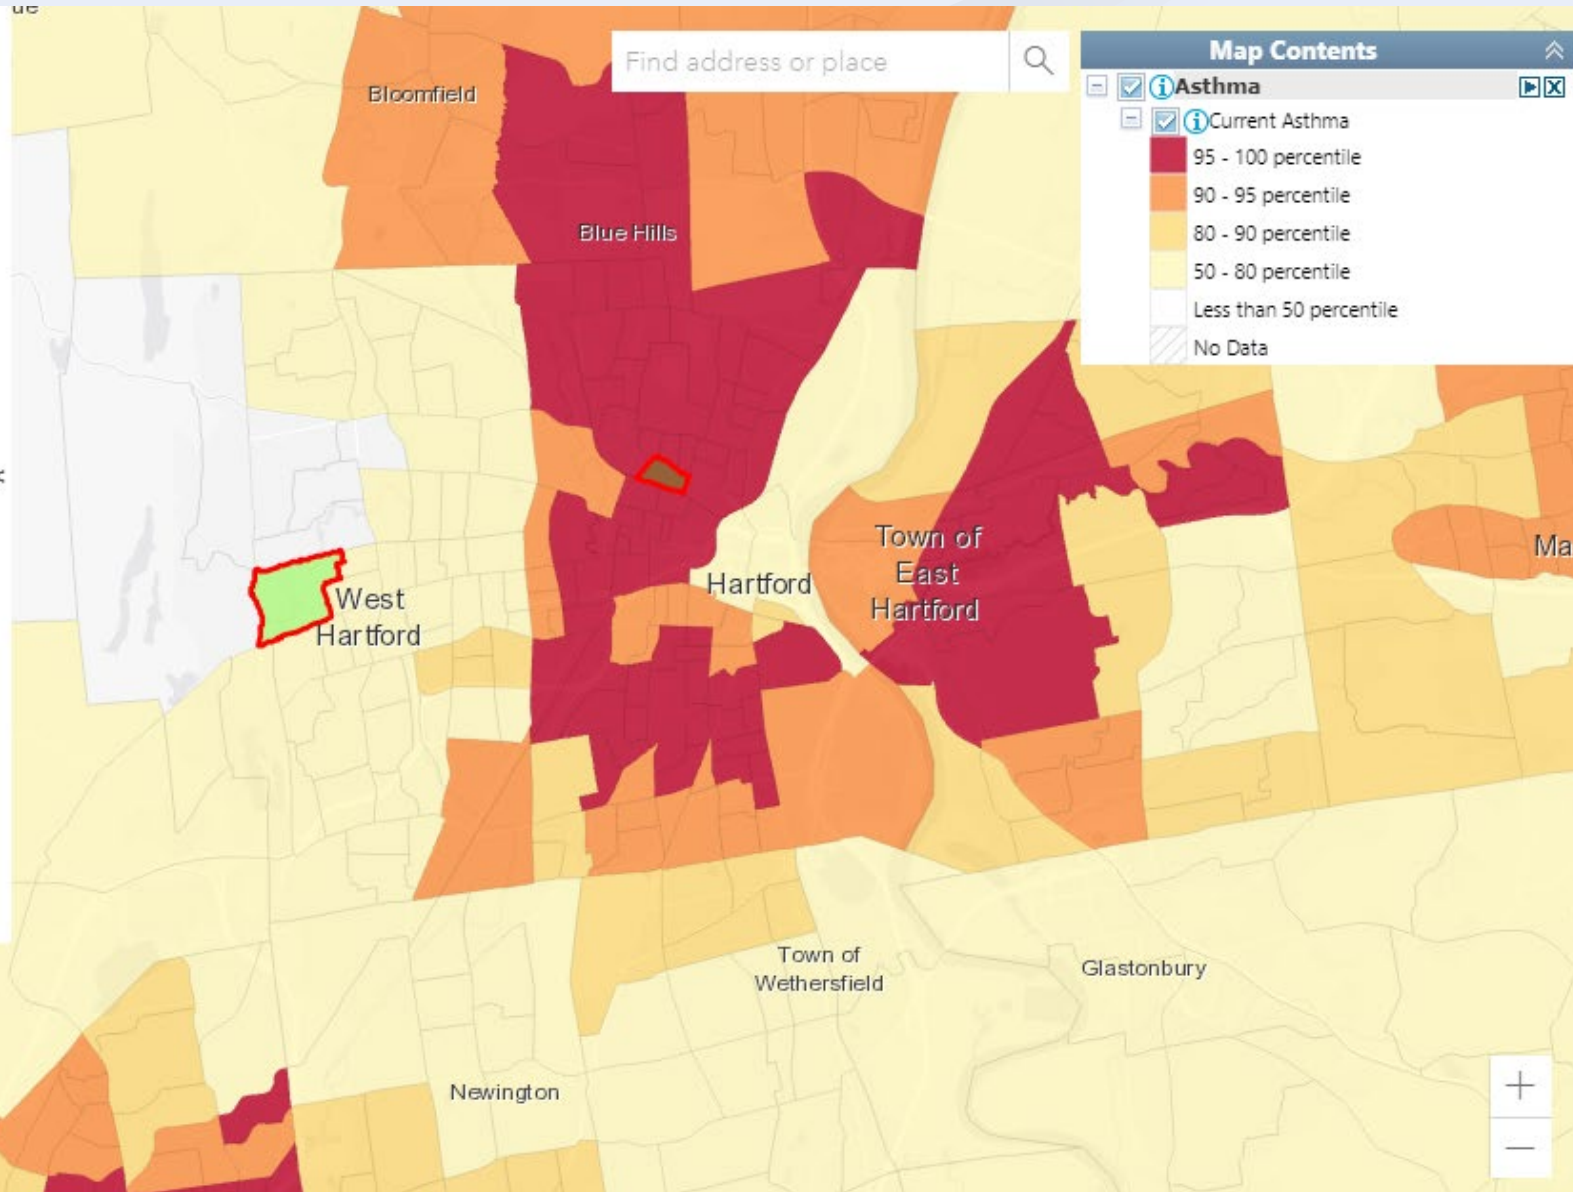 ue
Find address or place
Map Contents
Asthma
Current Asthma
95 - 100 percentile
90 - 95 percentile
80 - 90 percentile
50 - 80 percentile
Less than 50 percentile
No Data
Bloomfield
Blue Hills
Town of
East
Hartford
Ma
Hartford
West
Hartford
Town of
Wethersfield
Glastonbury
Newington